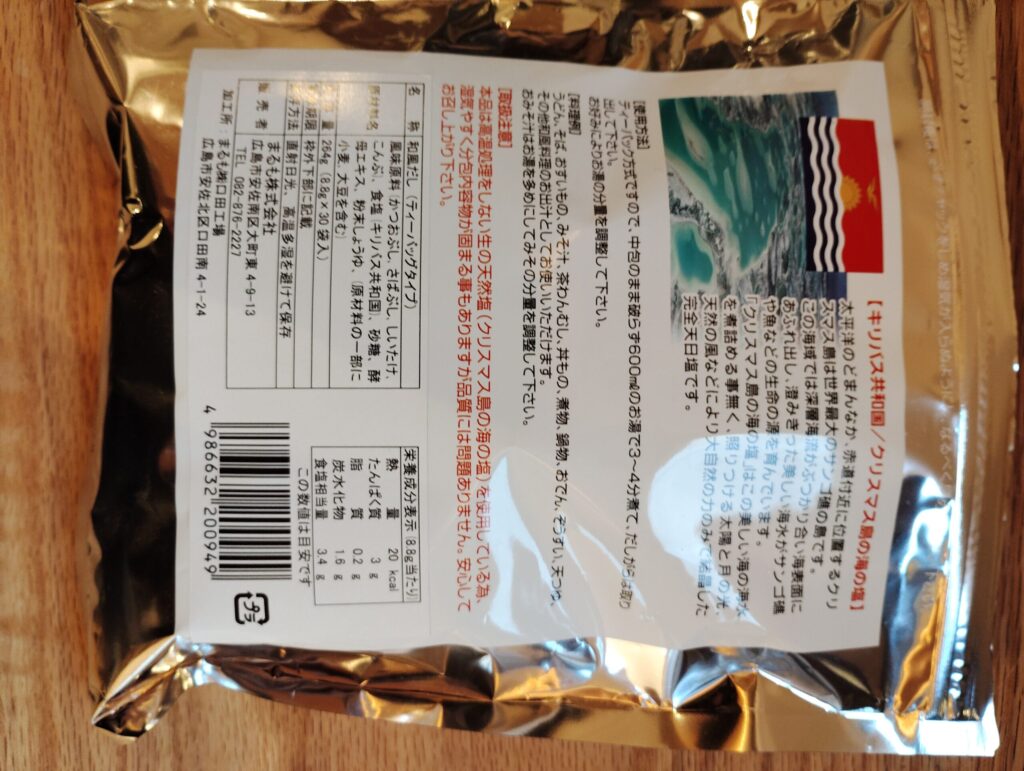 【キリバス共和国／クリスマス島の海の塩】
太平洋のどまんなか、赤道付近に位置するクリ
スマス島は世界最大のサンゴ礁の島です。
この海域では深層海流がぶつかり合い海表面に
あふれ出し、澄みきった美しい海水がサンゴ礁
や魚などの生命の源を育んでいます。
「クリスマス島の海の塩」はこの美しい海の海水
を煮詰める事無く、照りつける太陽と月の光、
天然の風などにより大自然の力のみで結晶した
完全天日塩です。
【使用方法】
ティーパック方式ですので、中包のまま破らず600㎖のお湯で3〜4分煮て、だしがらは取り
出して下さい。
お好みによりお湯の分量を調整して下さい。
【料理例】
うどん、そば、おすいもの、みそ汁、茶わんむし、丼もの、煮物、鍋物、おでん、ぞうすい、天つゆ、
その他和風料理のお出汁としてお使いいただけます。
おみそ汁はお湯を多めにしてみその分量を調整して下さい。
【取扱注意】
本品は高温処理をしない生の天然塩(クリスマス島の海の塩)を使用している為、
湿気やすく分包内容物が固まる事もありますが品質には問題ありません。安心して
お召し上がり下さい。
名 称 和風だし（ティーバッグタイプ）
原材料名 風味原料（かつおぶし、さばぶし、しいたけ、
こんぶ）、食塩（キリバス共和国）、砂糖、酵
母エキス、粉末しょうゆ、（原材料の一部に
小麦、大豆を含む）
量 264g（8.8g×30袋入）
期限 枠外下部に記載
方法 直射日光、高温多湿を避けて保存
販売者 まるも株式会社
広島市安佐南区大町東4-9-13
TEL 082-876-2227
加工所：まるも㈱口田工場
広島市安佐北区口田南4-1-24
栄養成分表示(8.8g当たり)
熱量 20 kcal
たんぱく質 3 g
脂質 0.2 g
炭水化物 1.6 g
食塩相当量 3.4 g
この数値は目安です
4 986632 200949
プラ